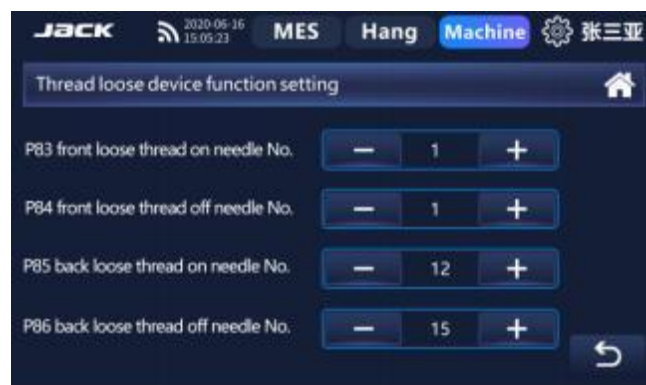 JACK
2020-06-16
15:05:23
MES
Hang
Machine
张三亚
Thread loose device function setting
P83 front loose thread on needle No.
1
P84 front loose thread off needle No.
1
P85 back loose thread on needle No.
12
P86 back loose thread off needle No.
15